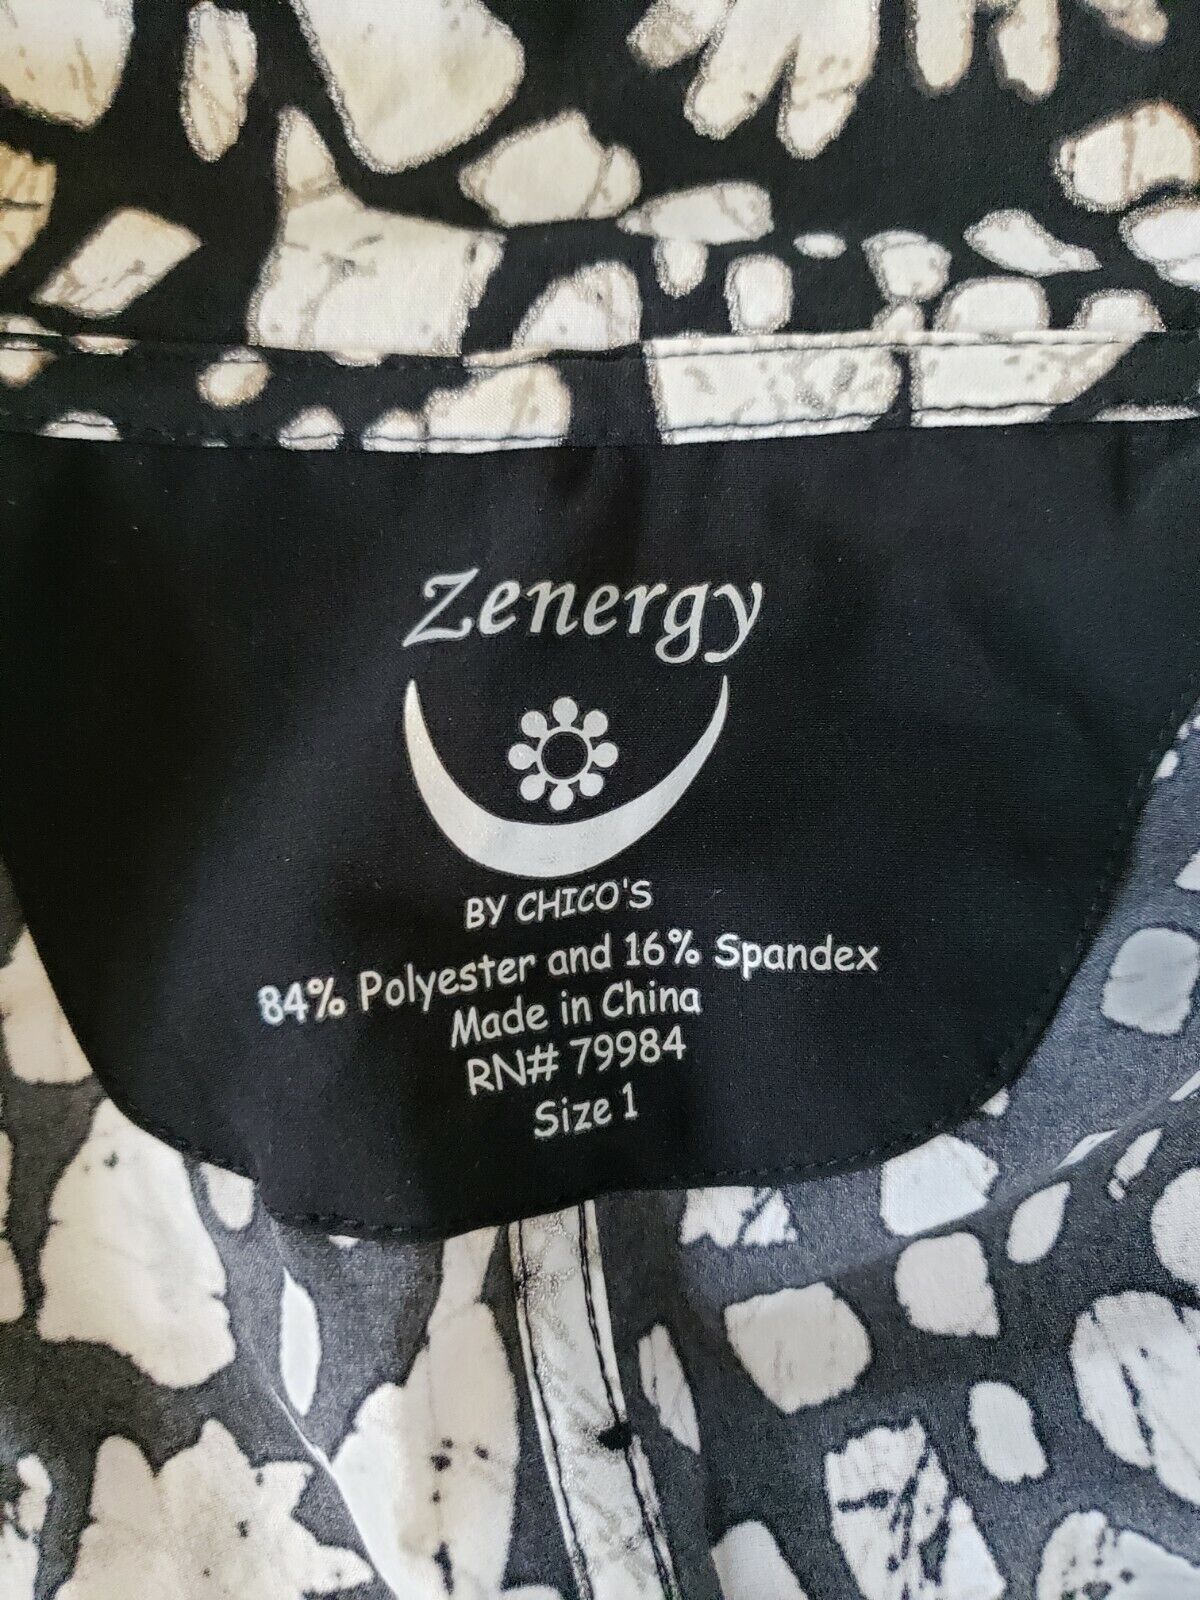 Zenergy
BY CHICO'S
84% Polyester and 16% Spandex
Made in China
RN# 79984
Size 1